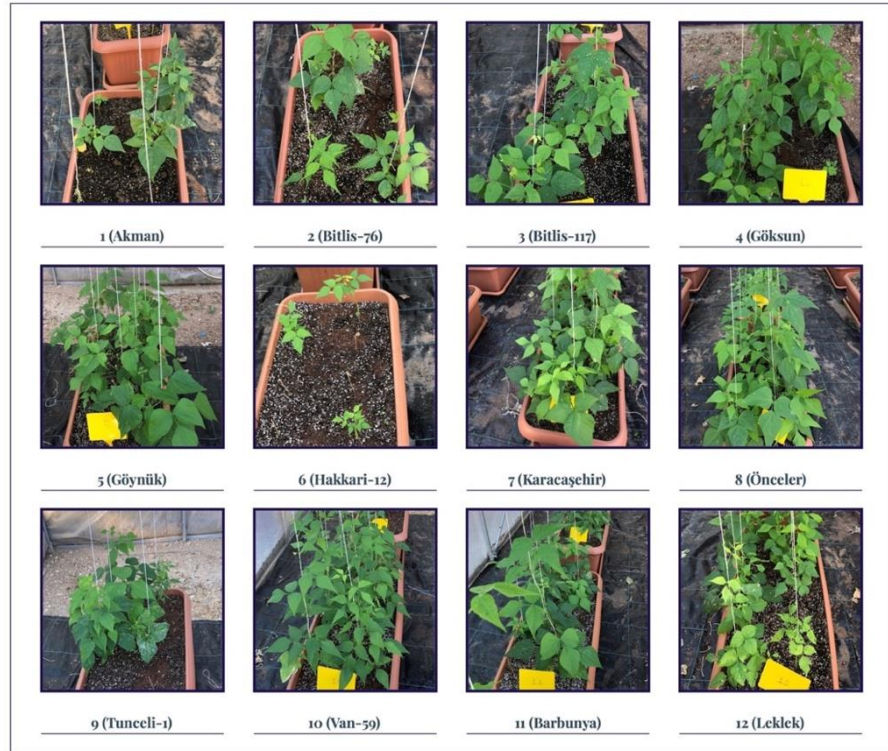 1 (Akman)
2 (Bitlis-76)
3 (Bitlis-117)
4 (Göksun)
5 (Göynük)
6 (Hakkari-12)
7 (Karacaşehir)
8 (Önceler)
9 (Tunceli-1)
10 (Van-59)
11 (Barbunya)
12 (Leklek)